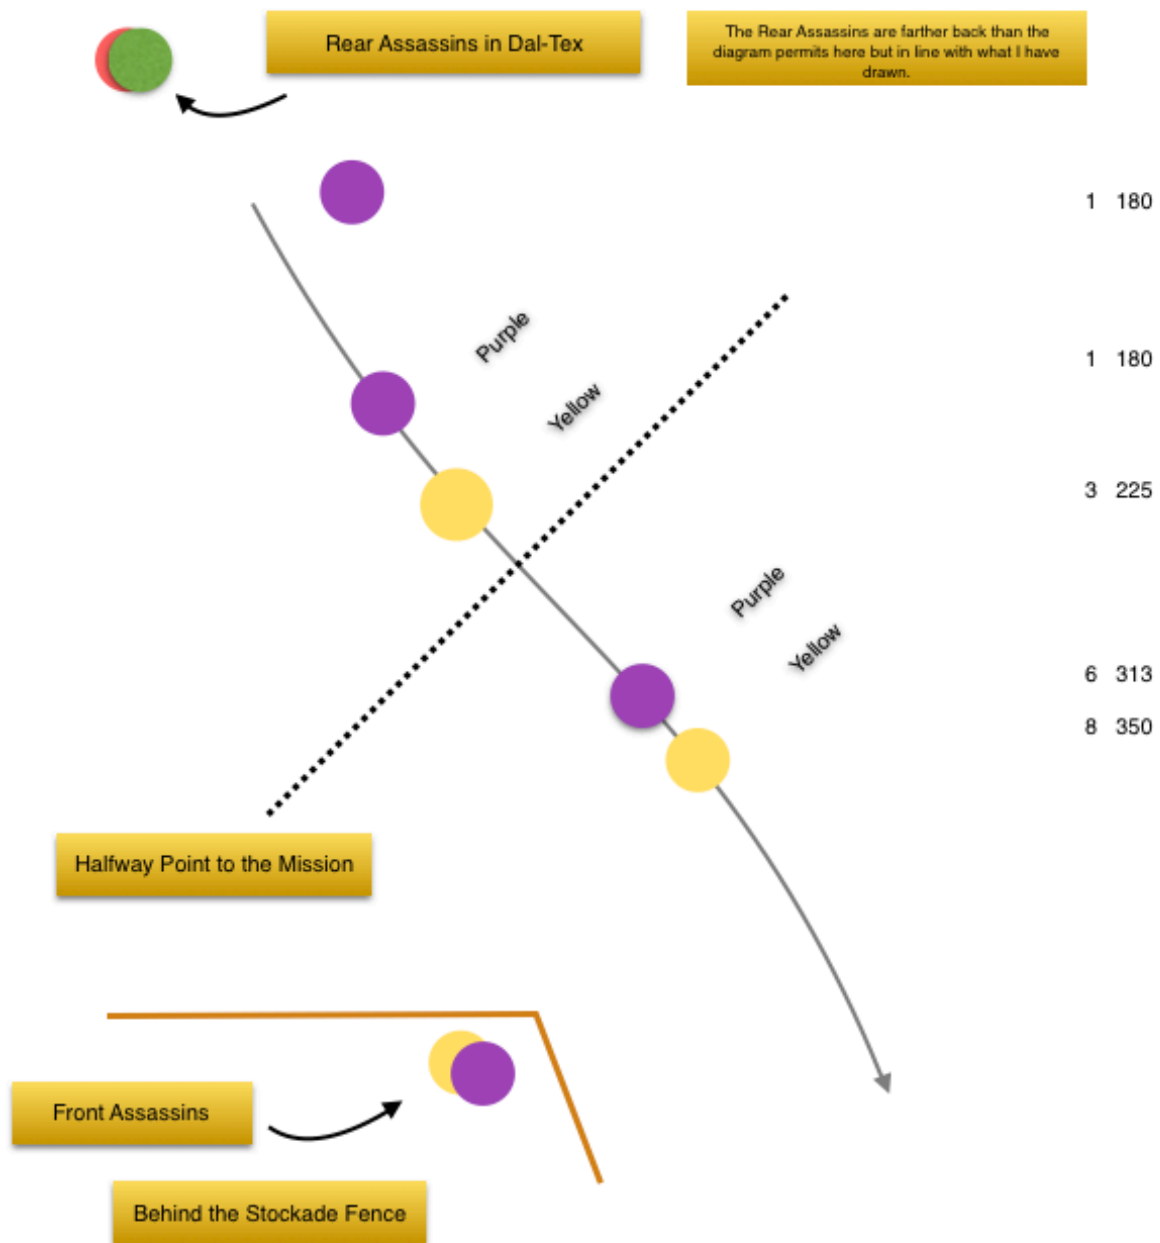 Rear Assassins in Dal-Tex
The Rear Assassins are farther back than the
diagram permits here but in line with what I have
drawn.
1 180
Purple
1 180
Yellow
3 225
Purple
Yellow
6 313
8 350
Halfway Point to the Mission
Front Assassins
Behind the Stockade Fence